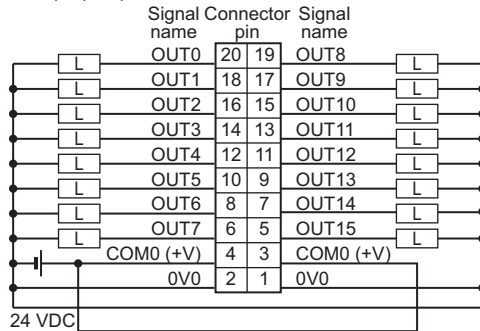 Signal name Connector pin Signal name
L OUT0 20 19 OUT8 L
L OUT1 18 17 OUT9 L
L OUT2 16 15 OUT10 L
L OUT3 14 13 OUT11 L
L OUT4 12 11 OUT12 L
L OUT5 10 9 OUT13 L
L OUT6 8 7 OUT14 L
L OUT7 6 5 OUT15 L
COM0 (+V) 4 3 COM0 (+V)
0V0 2 1 0V0
24 VDC